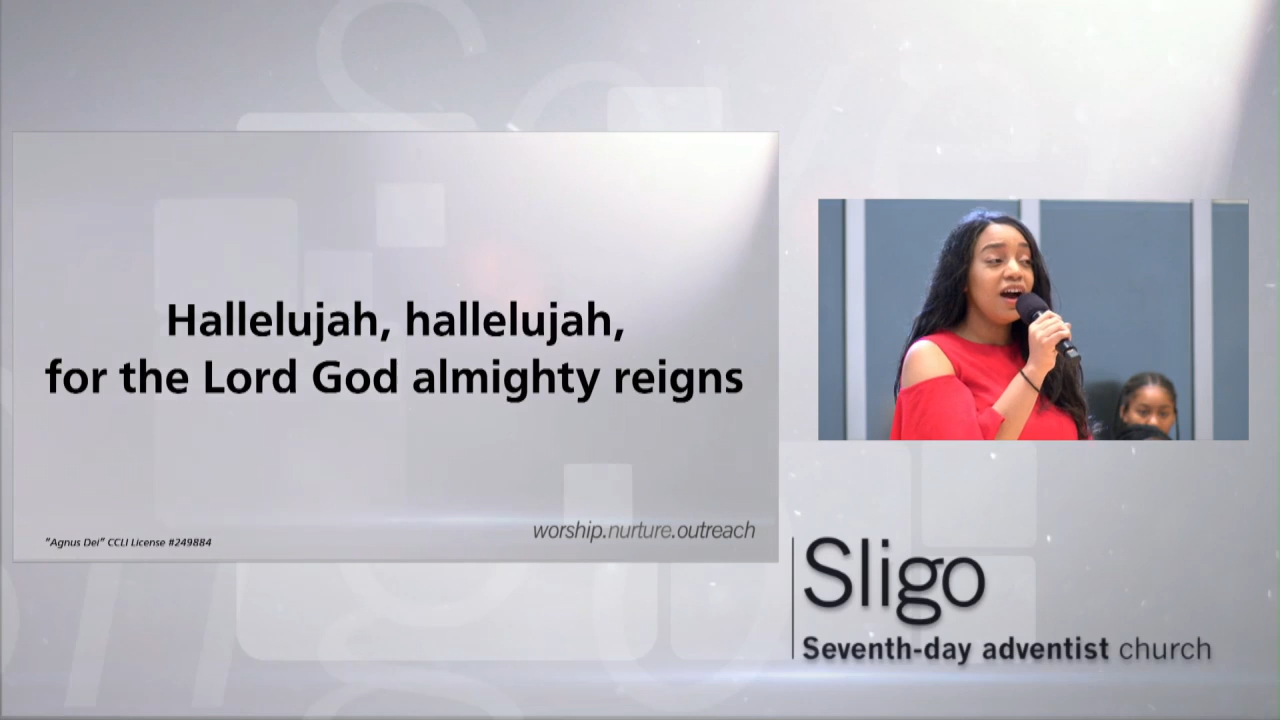 Hallelujah, hallelujah,
for the Lord God almighty reigns
worship.nurture.outreach
"Agnus Dei" CCLI License #249884
Sligo
Seventh-day adventist church